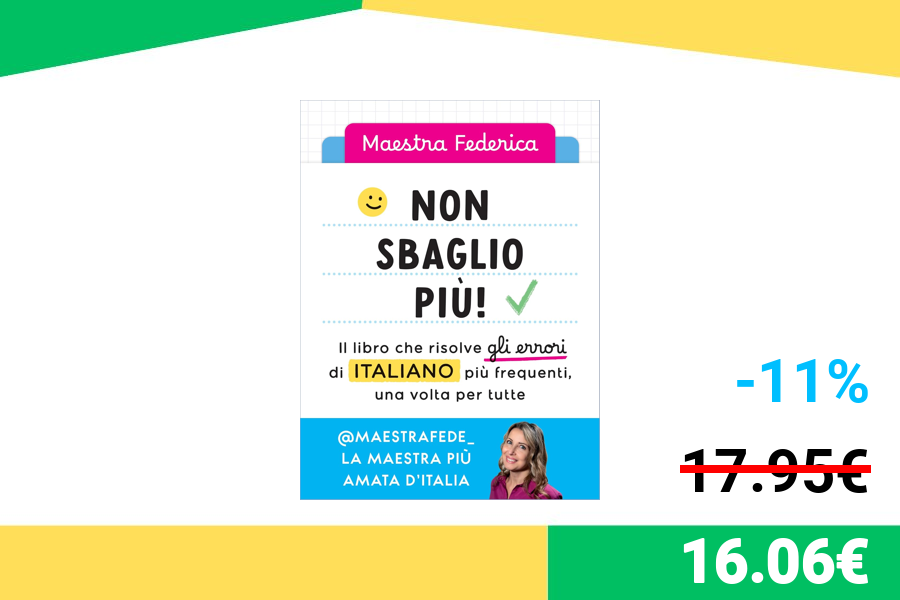 Maestra Federica
NON
SBAGLIO
PIÙ!
Il libro che risolve gli errori
di ITALIANO più frequenti,
una volta per tutte
@MAESTRAFEDE_
LA MAESTRA PIÙ
AMATA D'ITALIA
-11%
17.95€
16.06€